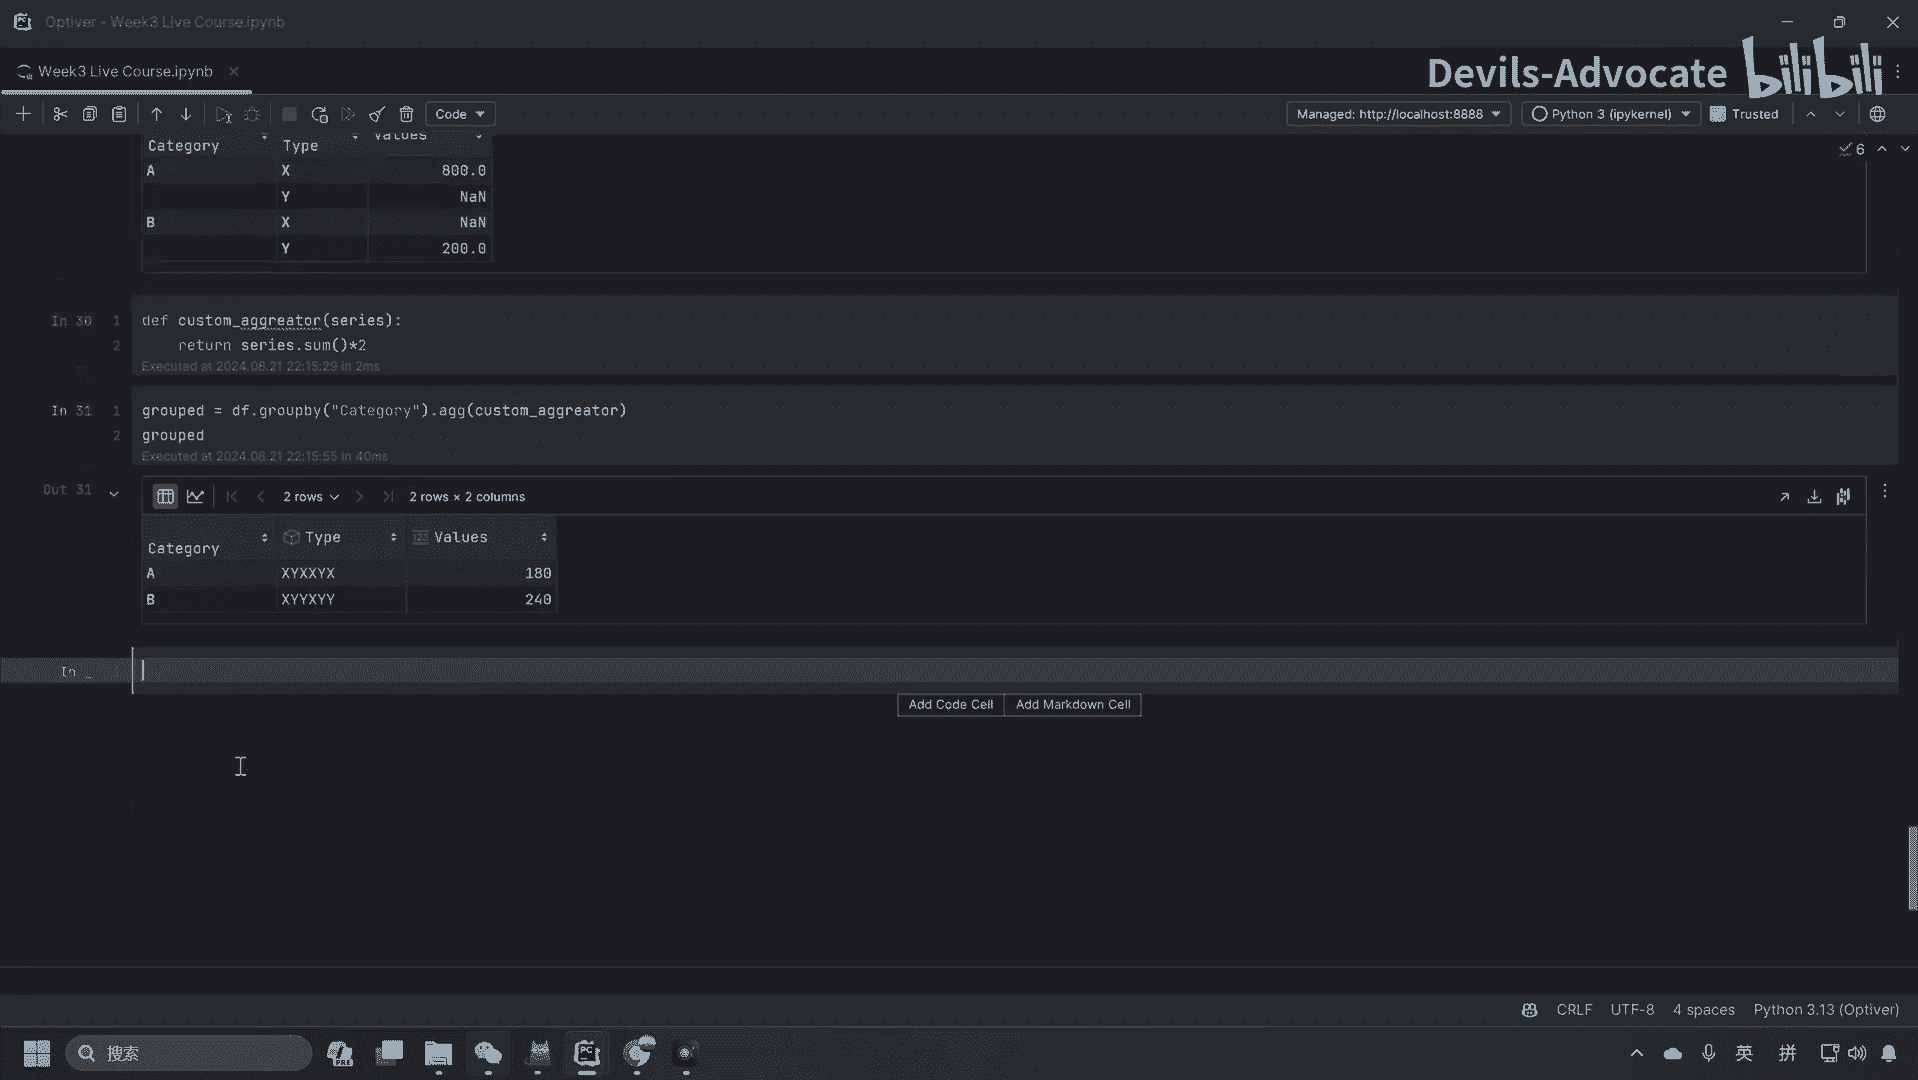 Optiver - Week3 Live Course.ipynb
Week3 Live Course.ipynb
Devils-Advocate bilibili
Code
Managed: http://localhost:8888
Python 3 (ipykernel)
Trusted
6
Category Type Values
A X 800.0
Y NaN
B X NaN
Y 200.0
In 30
1 def custom_aggreator(series):
2 return series.sum()*2
Executed at 2024.08.21 22:15:29 in 2ms
In 31
1 grouped = df.groupby("Category").agg(custom_aggreator)
2 grouped
Executed at 2024.08.21 22:15:55 in 40ms
Out 31
2 rows
2 rows × 2 columns
Category Type 123 Values
A XYXXYX 180
B XYYXYY 240
In _ 1
Add Code Cell Add Markdown Cell
CRLF UTF-8 4 spaces Python 3.13 (Optiver)
搜索
PRE
PC
英 拼